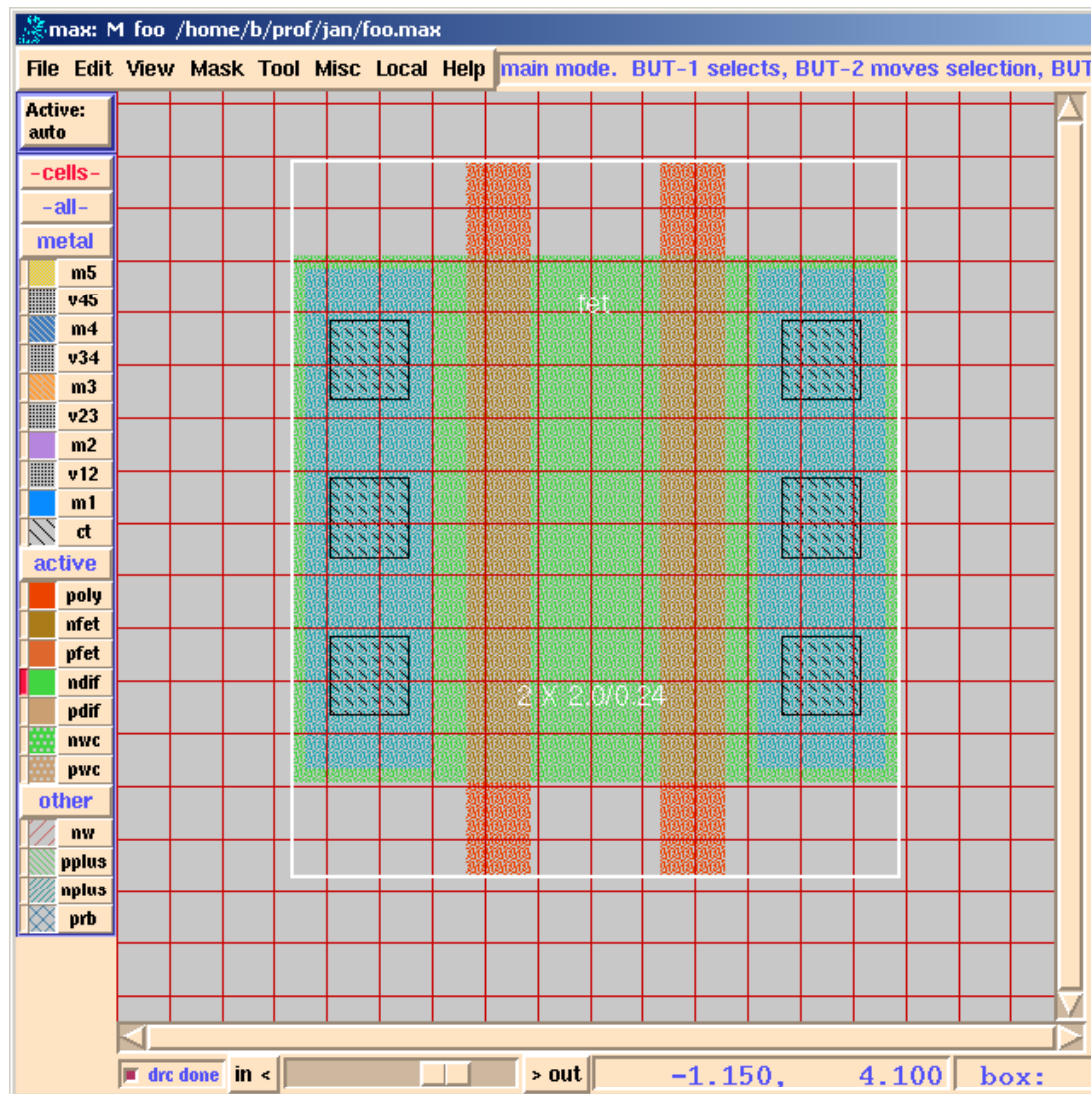 max: M foo /home/b/prof/jan/foo.max
File Edit View Mask Tool Misc Local Help main mode. BUT-1 selects, BUT-2 moves selection, BUT
Active:
auto
-cells-
-all-
metal
m5
v45
m4
v34
m3
v23
m2
v12
m1
ct
active
poly
nfet
pfet
ndif
pdif
nwc
pwc
other
nw
pplus
nplus
prb
fet
2 X 2.0/0.24
drc done in < > out -1.150, 4.100 box: